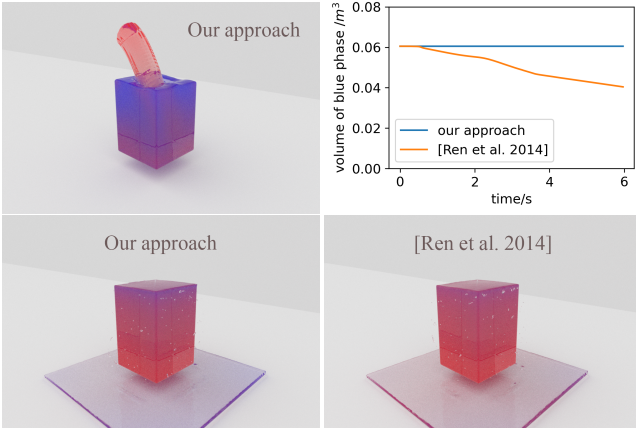 Our approach
volume of blue phase /m³
0.08
0.06
0.04
0.02
0.00
our approach
[Ren et al. 2014]
0
2
4
6
time/s
Our approach
[Ren et al. 2014]